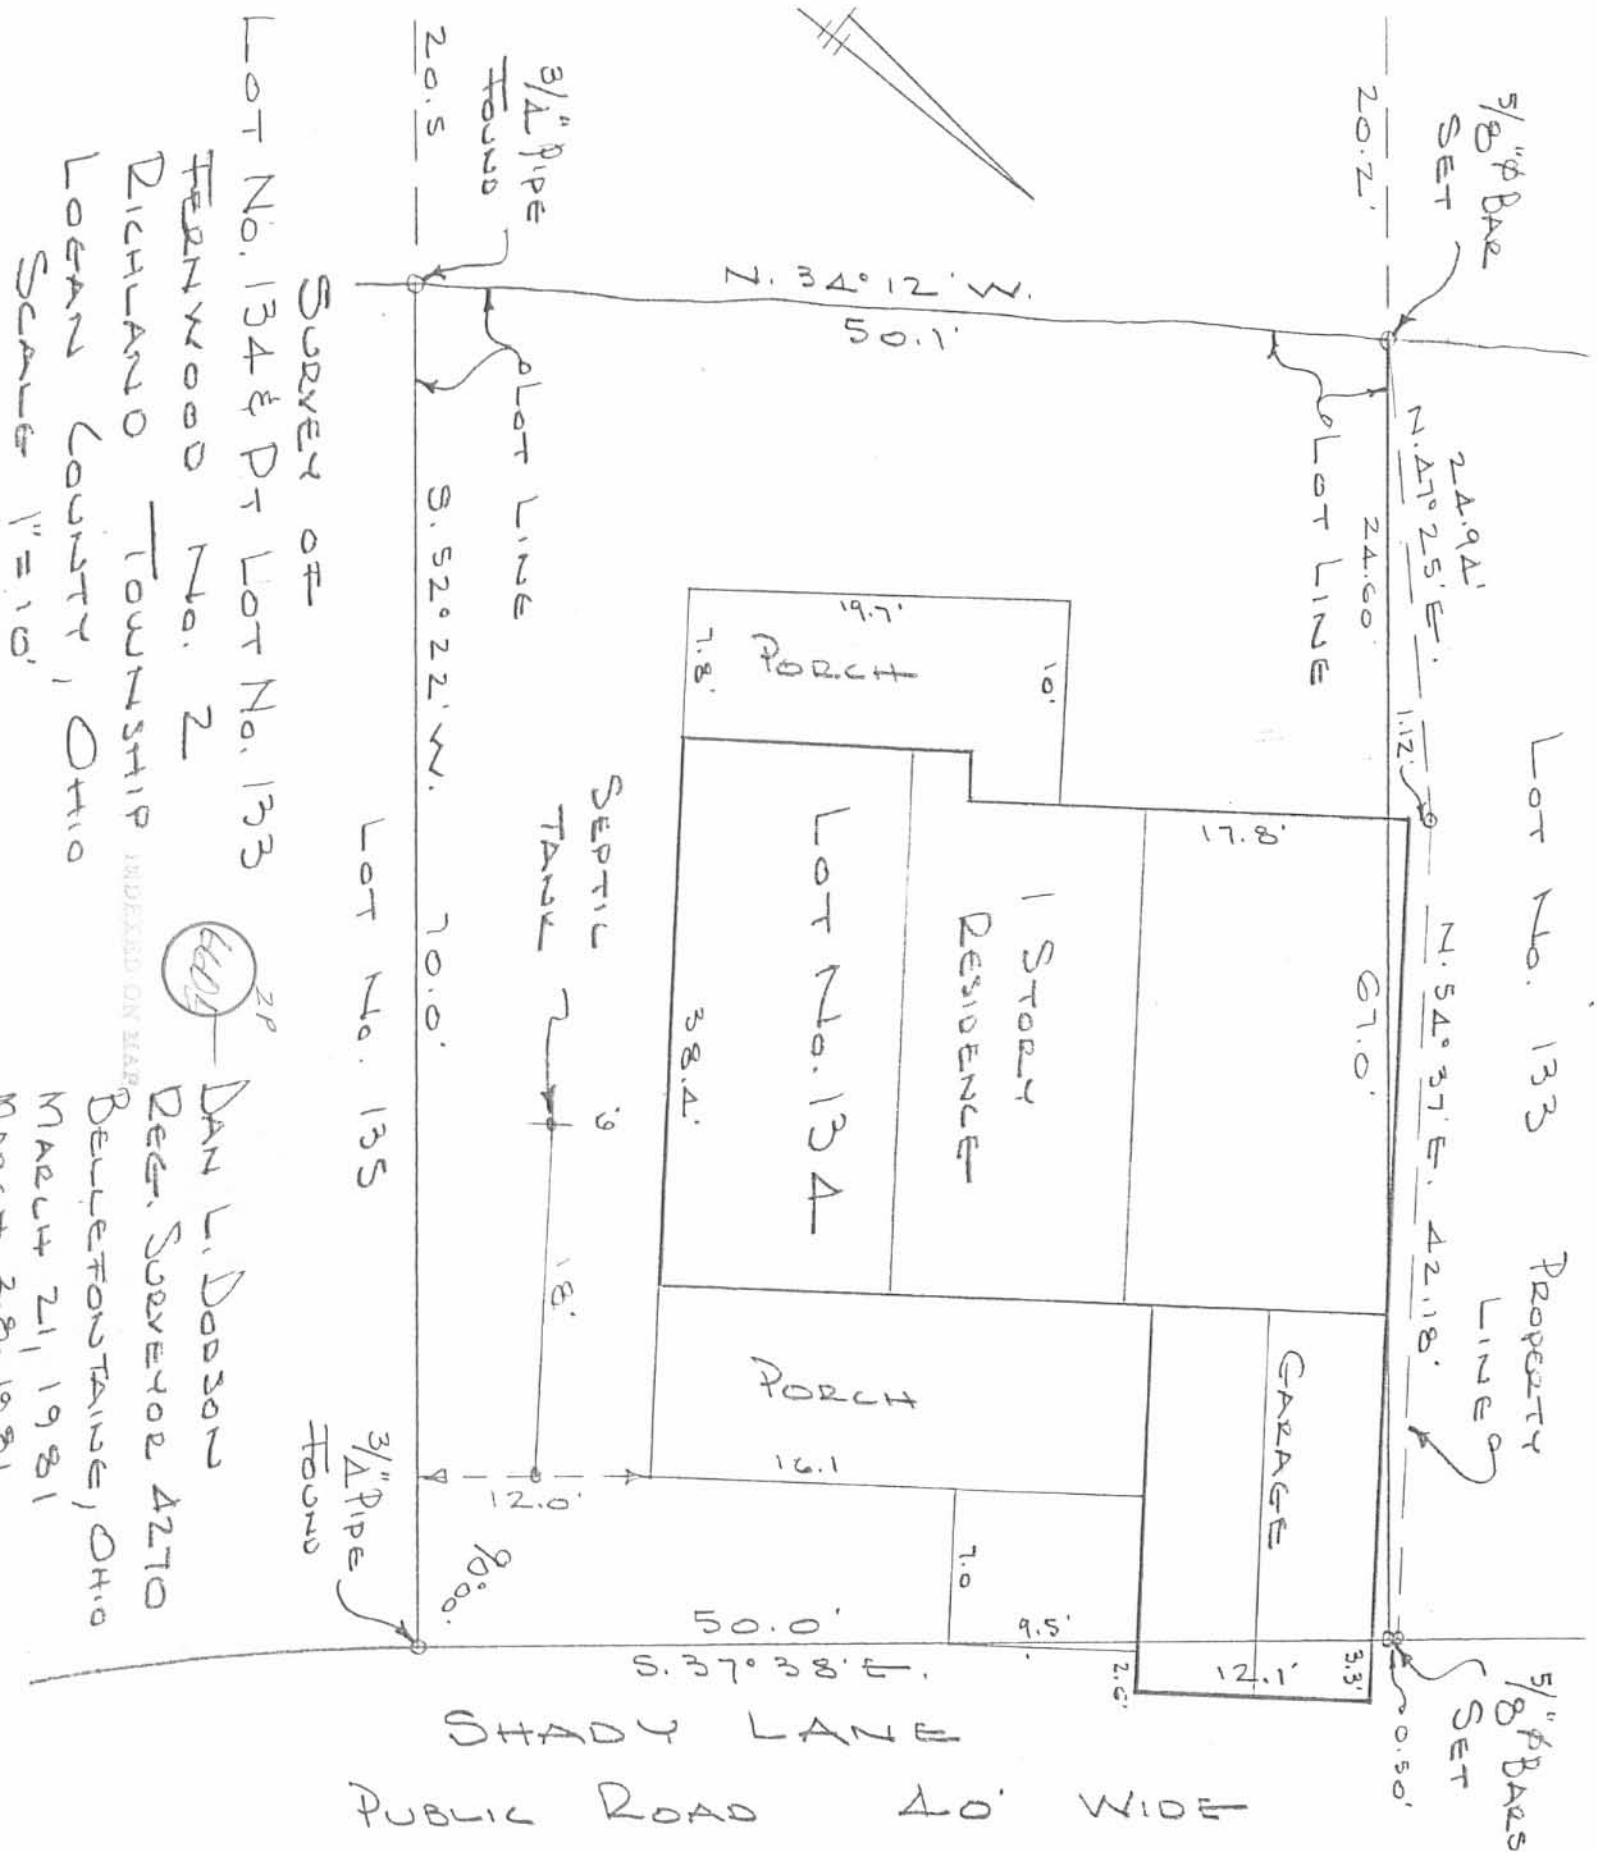 SURVEY OF
LOT NO. 134 & PT LOT NO. 133
FERNWOOD NO. 2
RICHLAND TOWNSHIP
LOGAN COUNTY, OHIO
SCALE 1"=10'
DAN L. DODSON
REG. SURVEYOR 4270
BELLEFONTAINE, OHIO
MARCH 21, 1981
MARCH 28, 1981
2P
INDEXED ON MAP
20.5
3/4" PIPE
FOUND
LOT LINE
S. 52° 22' W. 70.0'
LOT NO. 135
3/4" PIPE
FOUND
N. 34° 12' W.
50.1'
5/8"ø BAR
SET
20.2'
LOT LINE
24.94'
N. 47° 25' E.
24.60'
1.12'
LOT NO. 133
N. 54° 37' E. 42.18'
67.0'
PROPERTY
LINE
19.7'
7.8'
PORCH
10'
17.8'
LOT NO. 134
1 STORY
RESIDENCE
38.4'
SEPTIC
TANK
6'
18'
12.0'
90°00'
PORCH
16.1
7.0
9.5'
GARAGE
2.6'
12.1'
3.3'
50.0'
S. 37° 38' E.
5/8"ø BARS
SET
0.50'
SHADY LANE
PUBLIC ROAD 40' WIDE